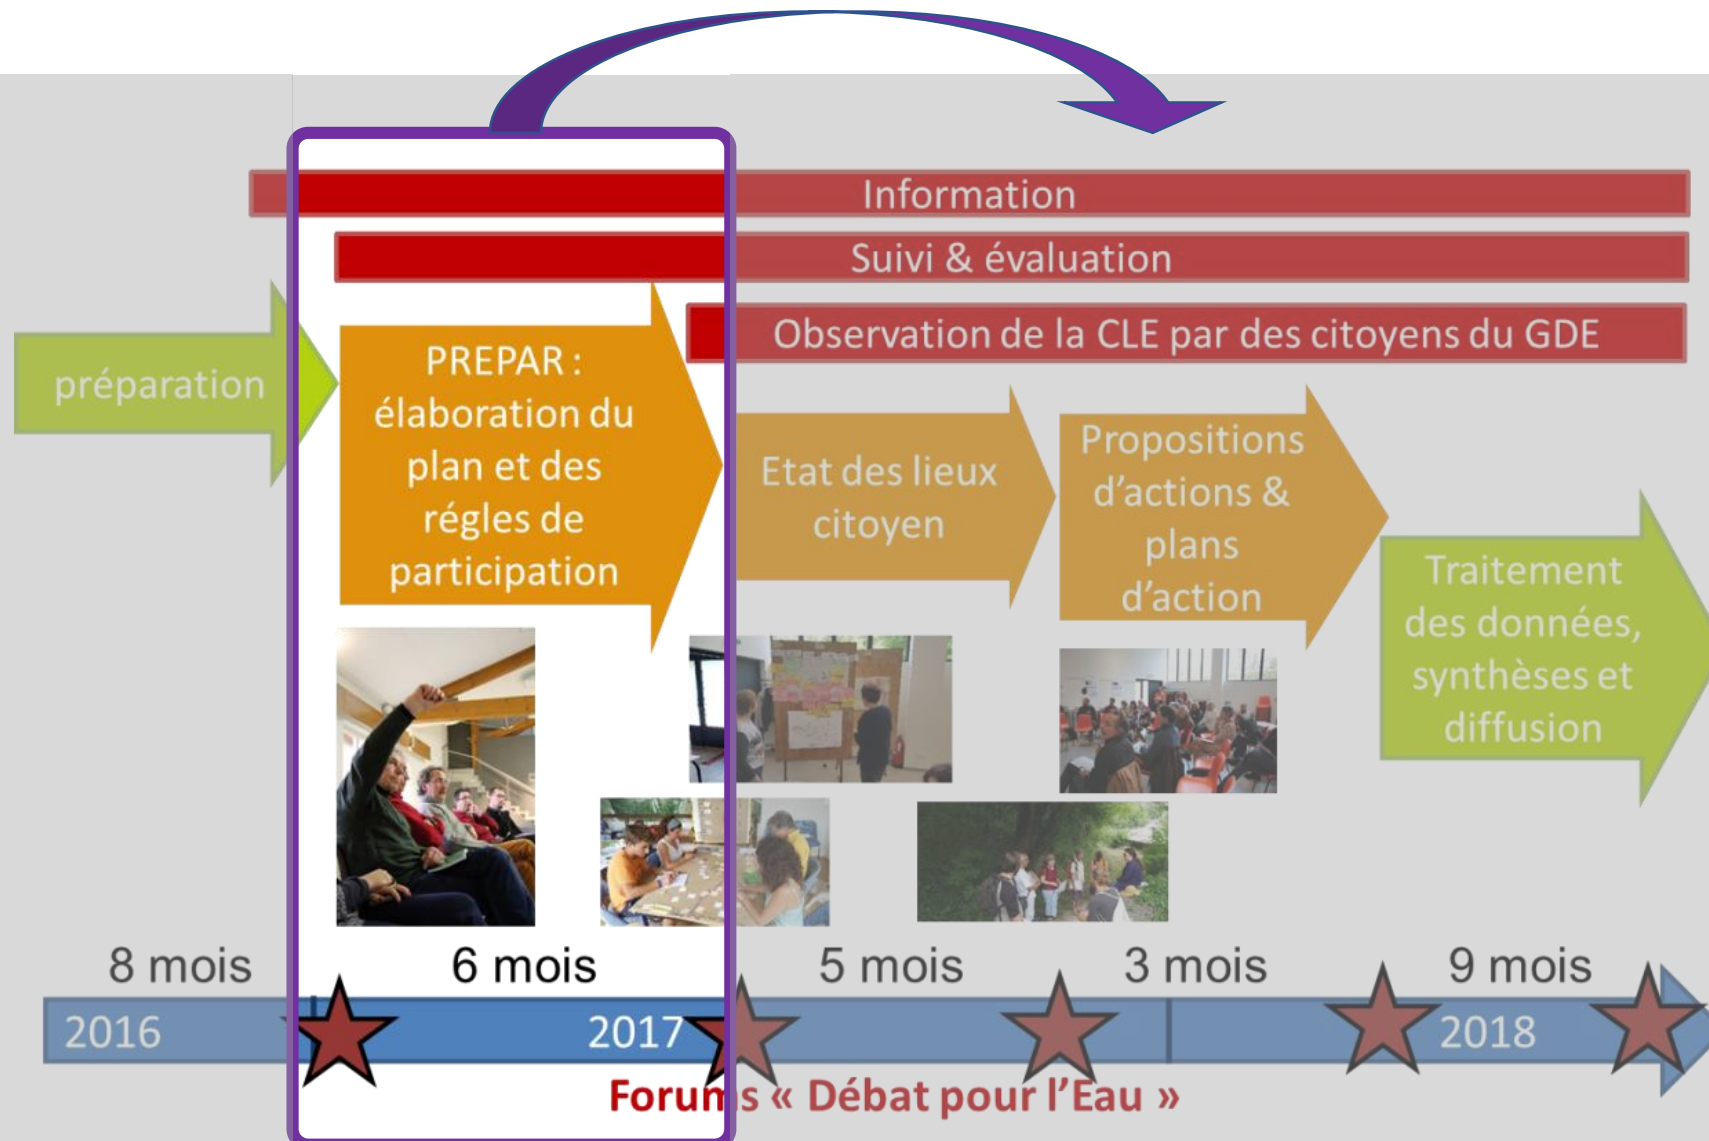 Information
Suivi & évaluation
Observation de la CLE par des citoyens du GDE
préparation
PREPAR :
élaboration du
plan et des
régles de
participation
Etat des lieux
citoyen
Propositions
d’actions &
plans
d’action
Traitement
des données,
synthèses et
diffusion
8 mois
6 mois
5 mois
3 mois
9 mois
2016
2017
2018
Forums « Débat pour l’Eau »